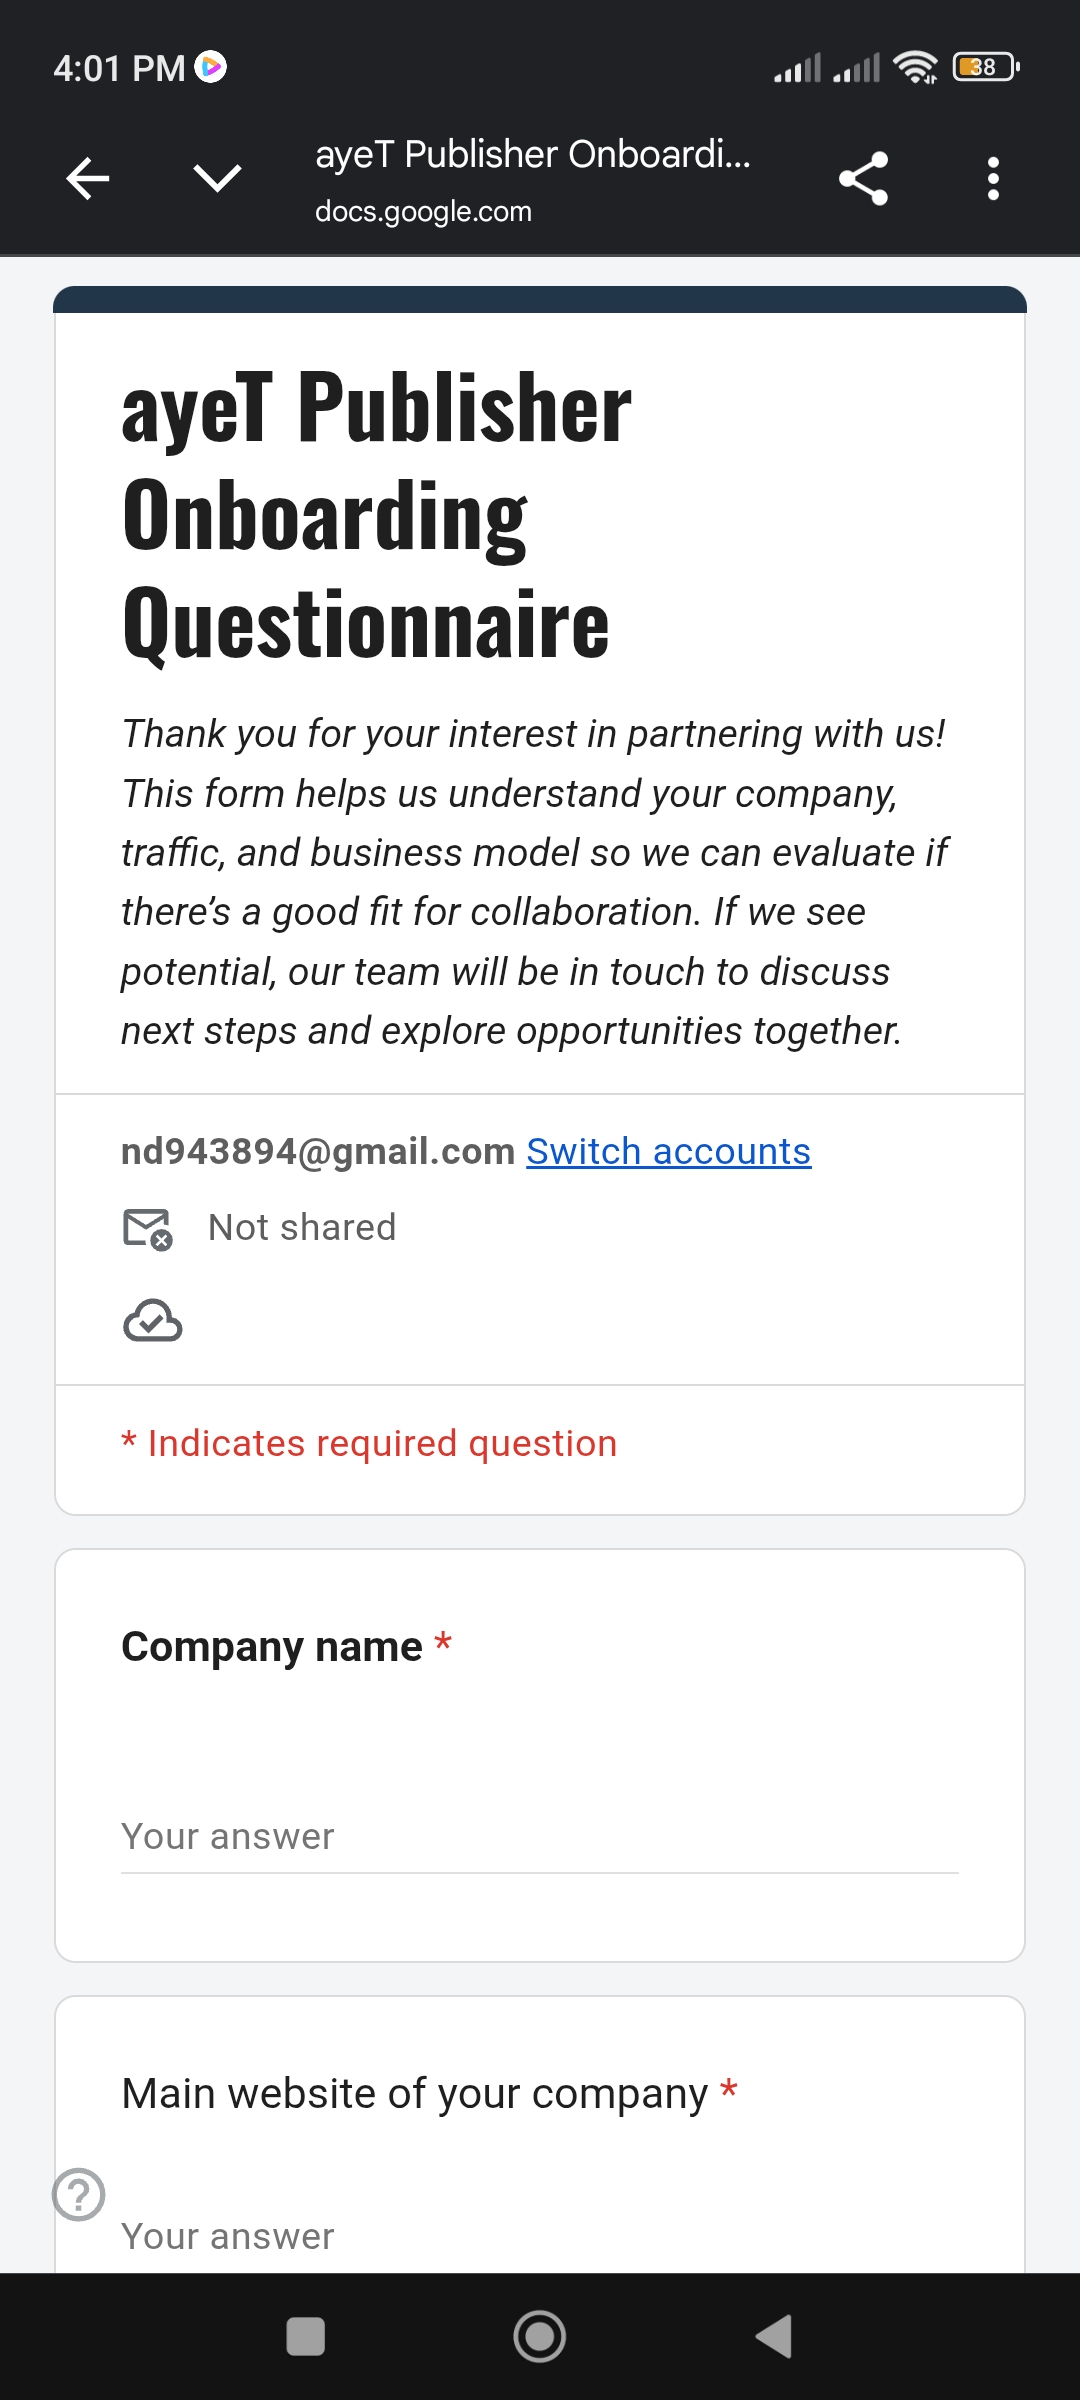 4:01 PM
38
ayeT Publisher Onboardi...
docs.google.com
ayeT Publisher
Onboarding
Questionnaire
Thank you for your interest in partnering with us!
This form helps us understand your company,
traffic, and business model so we can evaluate if
there’s a good fit for collaboration. If we see
potential, our team will be in touch to discuss
next steps and explore opportunities together.
nd943894@gmail.com Switch accounts
Not shared
* Indicates required question
Company name *
Your answer
Main website of your company *
Your answer